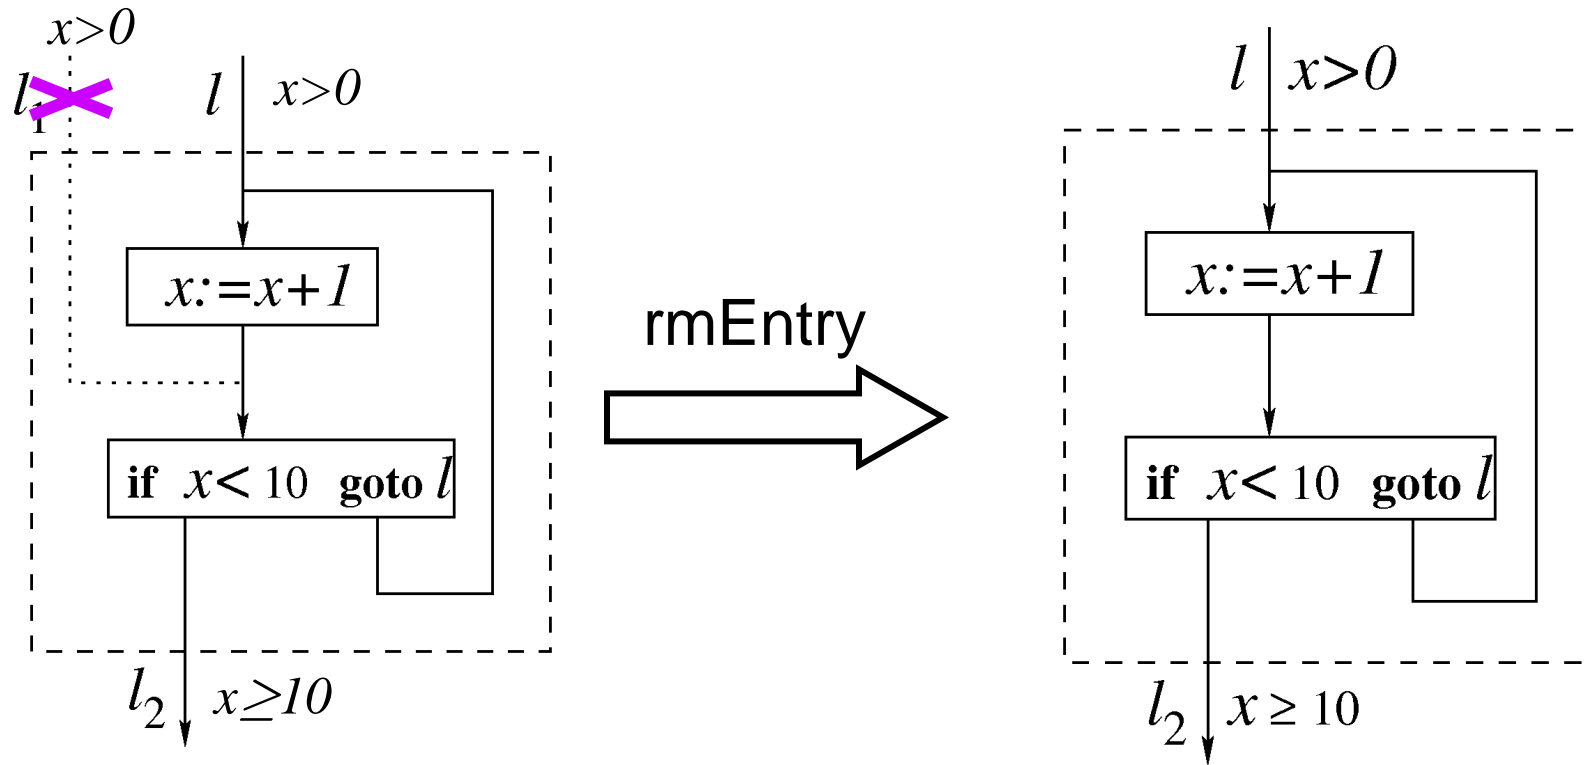 x>0
l₁
l x>0
x:=x+1
if x< 10 goto l
l₂ x≥10
rmEntry
l x>0
x:=x+1
if x< 10 goto l
l₂ x ≥ 10